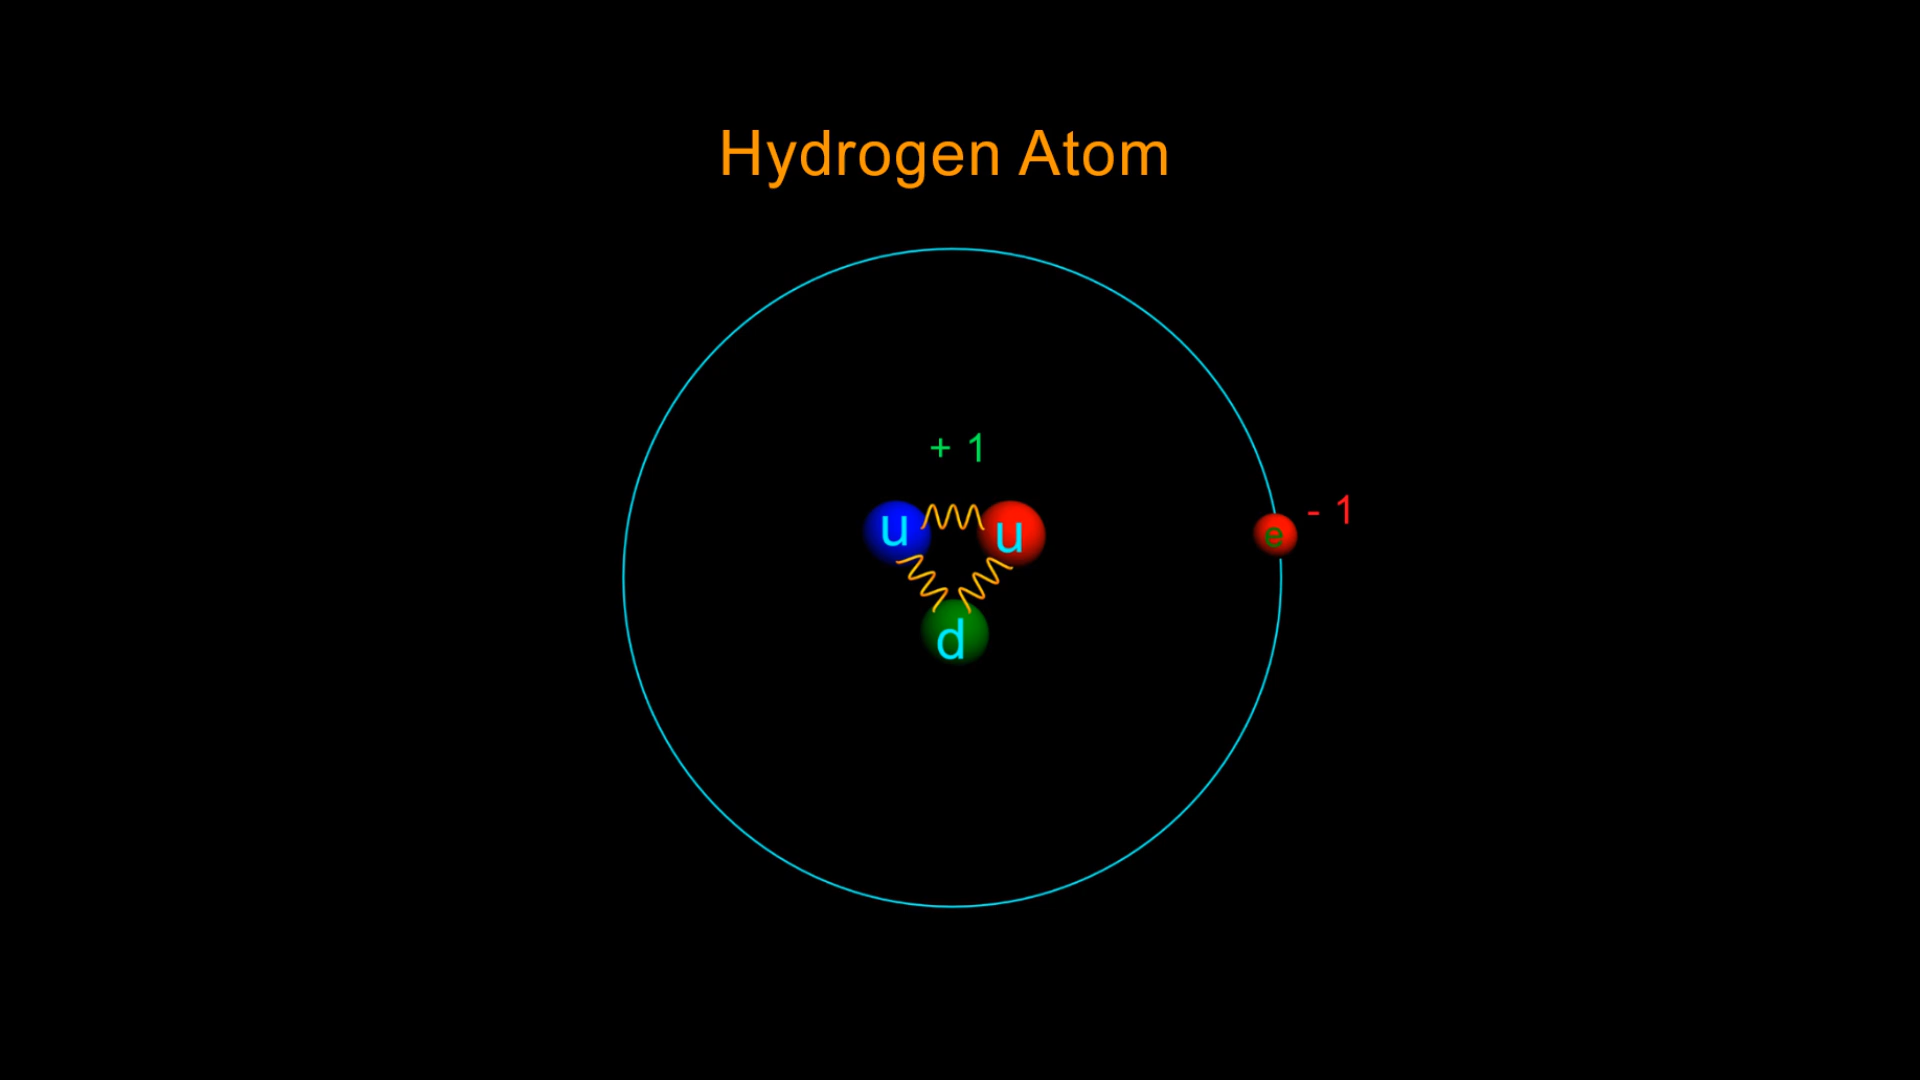 Hydrogen Atom
+ 1
- 1
u u e
d